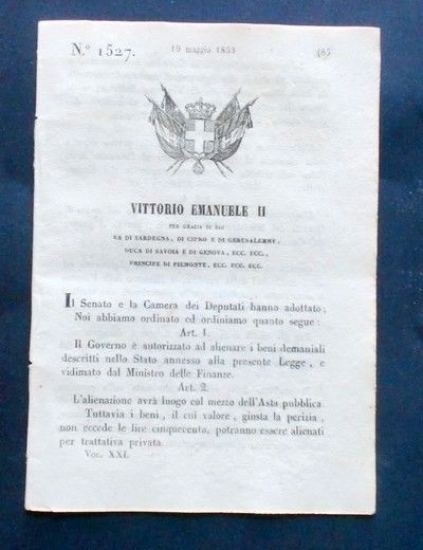 N.° 1527.
19 maggio 1853
VITTORIO EMANUELE II
PER GRAZIA DI DIO
RE DI SARDEGNA, DI CIPRO E DI GERUSALEMME,
DUCA DI SAVOIA E DI GENOVA, ECC. ECC.,
PRINCIPE DI PIEMONTE, ECC. ECC. ECC.
Il Senato e la Camera dei Deputati hanno adottato;
Noi abbiamo ordinato ed ordiniamo quanto segue:
Art. 1.
Il Governo è autorizzato ad alienare i beni demaniali
descritti nello Stato annesso alla presente Legge, e
vidimato dal Ministro delle Finanze.
Art. 2.
L'alienazione avrà luogo col mezzo dell'Asta pubblica.
Tuttavia i beni, il cui valore, giusta la perizia,
non eccede le lire cinquecento, potranno essere alienati
per trattativa privata.
Voc. XXI.